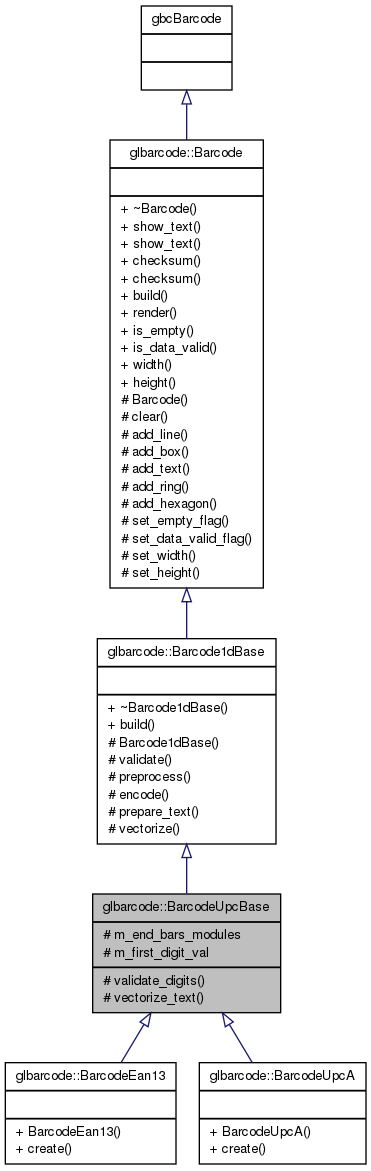 gbcBarcode
glbarcode::Barcode
+ ~Barcode()
+ show_text()
+ show_text()
+ checksum()
+ checksum()
+ build()
+ render()
+ is_empty()
+ is_data_valid()
+ width()
+ height()
# Barcode()
# clear()
# add_line()
# add_box()
# add_text()
# add_ring()
# add_hexagon()
# set_empty_flag()
# set_data_valid_flag()
# set_width()
# set_height()
glbarcode::Barcode1dBase
+ ~Barcode1dBase()
+ build()
# Barcode1dBase()
# validate()
# preprocess()
# encode()
# prepare_text()
# vectorize()
glbarcode::BarcodeUpcBase
# m_end_bars_modules
# m_first_digit_val
# validate_digits()
# vectorize_text()
glbarcode::BarcodeEan13
+ BarcodeEan13()
+ create()
glbarcode::BarcodeUpcA
+ BarcodeUpcA()
+ create()